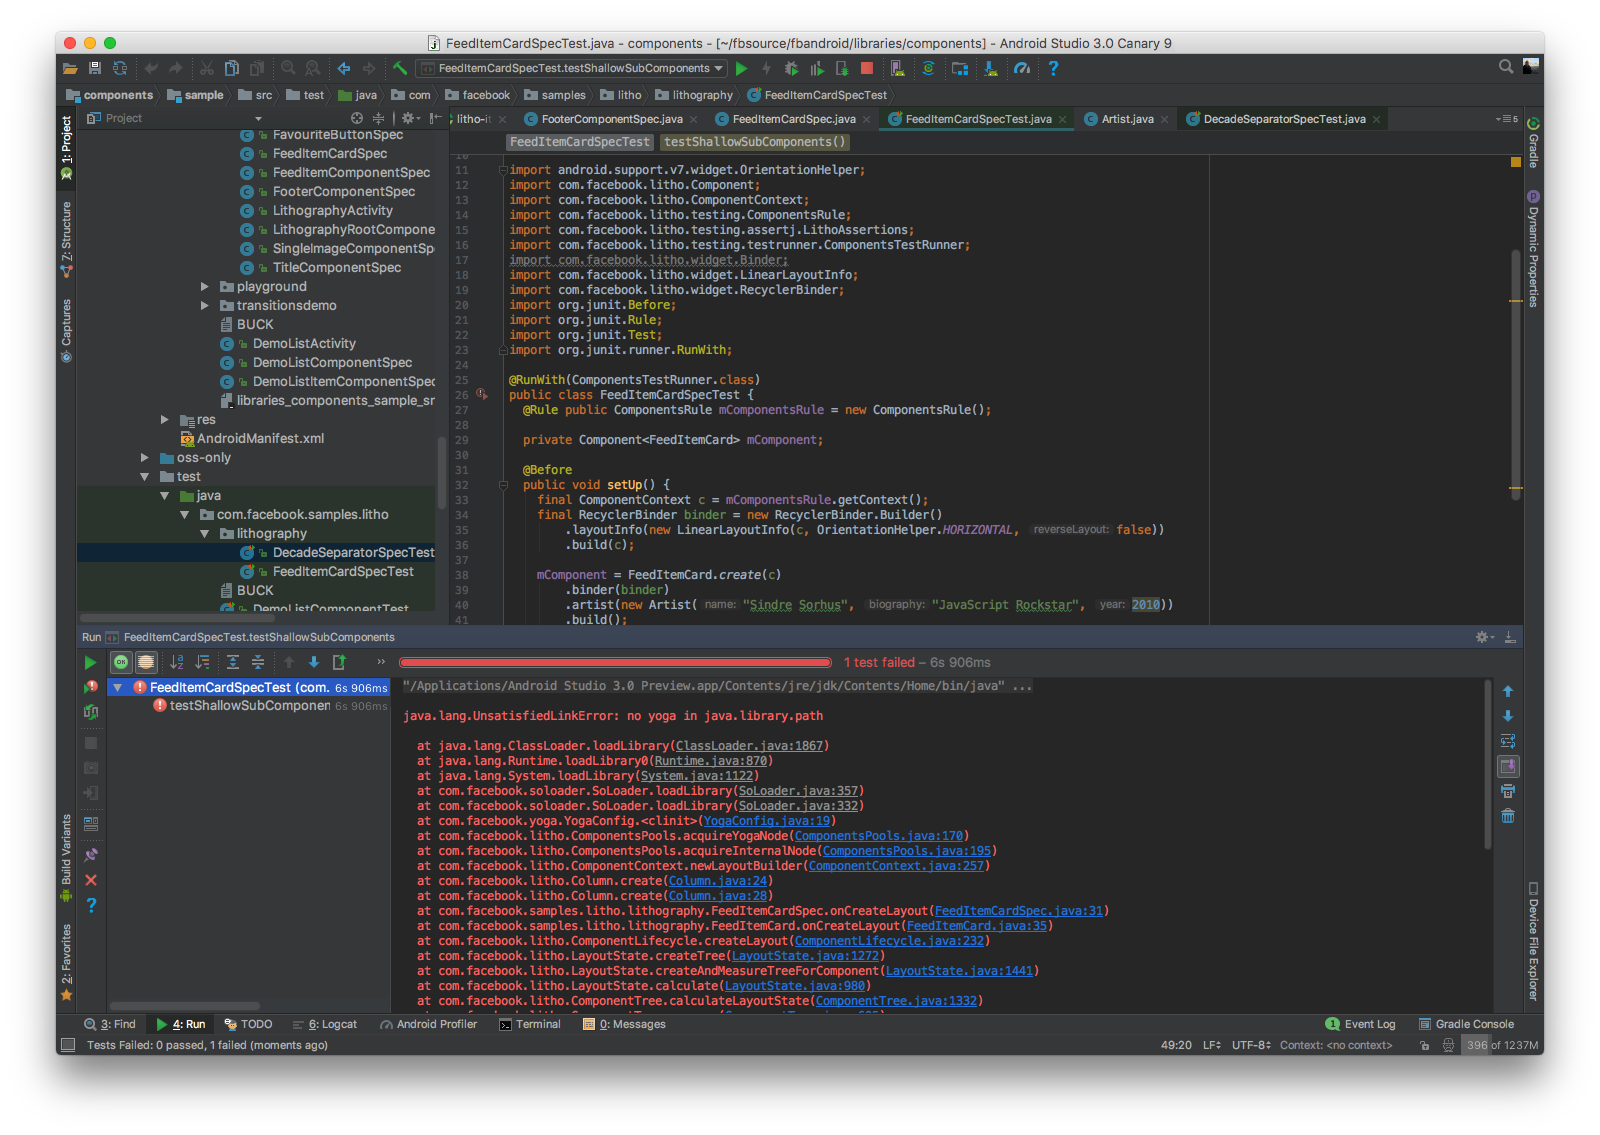 FeedItemCardSpecTest.java - components - [~/fbsource/fbandroid/libraries/components] - Android Studio 3.0 Canary 9
FeedItemCardSpecTest.testShallowSubComponents
components sample src test java com facebook samples litho lithography FeedItemCardSpecTest
Project
litho-it FooterComponentSpec.java FeedItemCardSpec.java FeedItemCardSpecTest.java Artist.java DecadeSeparatorSpecTest.java 5
FeedItemCardSpecTest testShallowSubComponents()
1: Project
Z: Structure
Captures
Build Variants
2: Favorites
FavouriteButtonSpec
FeedItemCardSpec
FeedItemComponentSpec
FooterComponentSpec
LithographyActivity
LithographyRootCompone
SingleImageComponentSp
TitleComponentSpec
playground
transitionsdemo
BUCK
DemoListActivity
DemoListComponentSpec
DemoListItemComponentSpec
libraries_components_sample_sr
res
AndroidManifest.xml
oss-only
test
java
com.facebook.samples.litho
lithography
DecadeSeparatorSpecTest
FeedItemCardSpecTest
BUCK
DemoListComponentTest
10
11 import android.support.v7.widget.OrientationHelper;
12 import com.facebook.litho.Component;
13 import com.facebook.litho.ComponentContext;
14 import com.facebook.litho.testing.ComponentsRule;
15 import com.facebook.litho.testing.assertj.LithoAssertions;
16 import com.facebook.litho.testing.testrunner.ComponentsTestRunner;
17 import com.facebook.litho.widget.Binder;
18 import com.facebook.litho.widget.LinearLayoutInfo;
19 import com.facebook.litho.widget.RecyclerBinder;
20 import org.junit.Before;
21 import org.junit.Rule;
22 import org.junit.Test;
23 import org.junit.runner.RunWith;
24
25 @RunWith(ComponentsTestRunner.class)
26 public class FeedItemCardSpecTest {
27 @Rule public ComponentsRule mComponentsRule = new ComponentsRule();
28
29 private Component<FeedItemCard> mComponent;
30
31 @Before
32 public void setUp() {
33 final ComponentContext c = mComponentsRule.getContext();
34 final RecyclerBinder binder = new RecyclerBinder.Builder()
35 .layoutInfo(new LinearLayoutInfo(c, OrientationHelper.HORIZONTAL, reverseLayout: false))
36 .build(c);
37
38 mComponent = FeedItemCard.create(c)
39 .binder(binder)
40 .artist(new Artist( name: "Sindre Sorhus", biography: "JavaScript Rockstar", year: 2010))
41 .build();
Gradle
Dynamic Properties
Device File Explorer
Run FeedItemCardSpecTest.testShallowSubComponents
OK
1 test failed – 6s 906ms
FeedItemCardSpecTest (com. 6s 906ms
testShallowSubComponen 6s 906ms
"/Applications/Android Studio 3.0 Preview.app/Contents/jre/jdk/Contents/Home/bin/java" ...
java.lang.UnsatisfiedLinkError: no yoga in java.library.path
at java.lang.ClassLoader.loadLibrary(ClassLoader.java:1867)
at java.lang.Runtime.loadLibrary0(Runtime.java:870)
at java.lang.System.loadLibrary(System.java:1122)
at com.facebook.soloader.SoLoader.loadLibrary(SoLoader.java:357)
at com.facebook.soloader.SoLoader.loadLibrary(SoLoader.java:332)
at com.facebook.yoga.YogaConfig.<clinit>(YogaConfig.java:19)
at com.facebook.litho.ComponentsPools.acquireYogaNode(ComponentsPools.java:170)
at com.facebook.litho.ComponentsPools.acquireInternalNode(ComponentsPools.java:195)
at com.facebook.litho.ComponentContext.newLayoutBuilder(ComponentContext.java:257)
at com.facebook.litho.Column.create(Column.java:24)
at com.facebook.litho.Column.create(Column.java:28)
at com.facebook.samples.litho.lithography.FeedItemCardSpec.onCreateLayout(FeedItemCardSpec.java:31)
at com.facebook.samples.litho.lithography.FeedItemCard.onCreateLayout(FeedItemCard.java:35)
at com.facebook.litho.ComponentLifecycle.createLayout(ComponentLifecycle.java:232)
at com.facebook.litho.LayoutState.createTree(LayoutState.java:1272)
at com.facebook.litho.LayoutState.createAndMeasureTreeForComponent(LayoutState.java:1441)
at com.facebook.litho.LayoutState.calculate(LayoutState.java:980)
at com.facebook.litho.ComponentTree.calculateLayoutState(ComponentTree.java:1332)
3: Find 4: Run TODO 6: Logcat Android Profiler Terminal 0: Messages 1 Event Log Gradle Console
Tests Failed: 0 passed, 1 failed (moments ago) 49:20 LF UTF-8 Context: <no context> 396 of 1237M